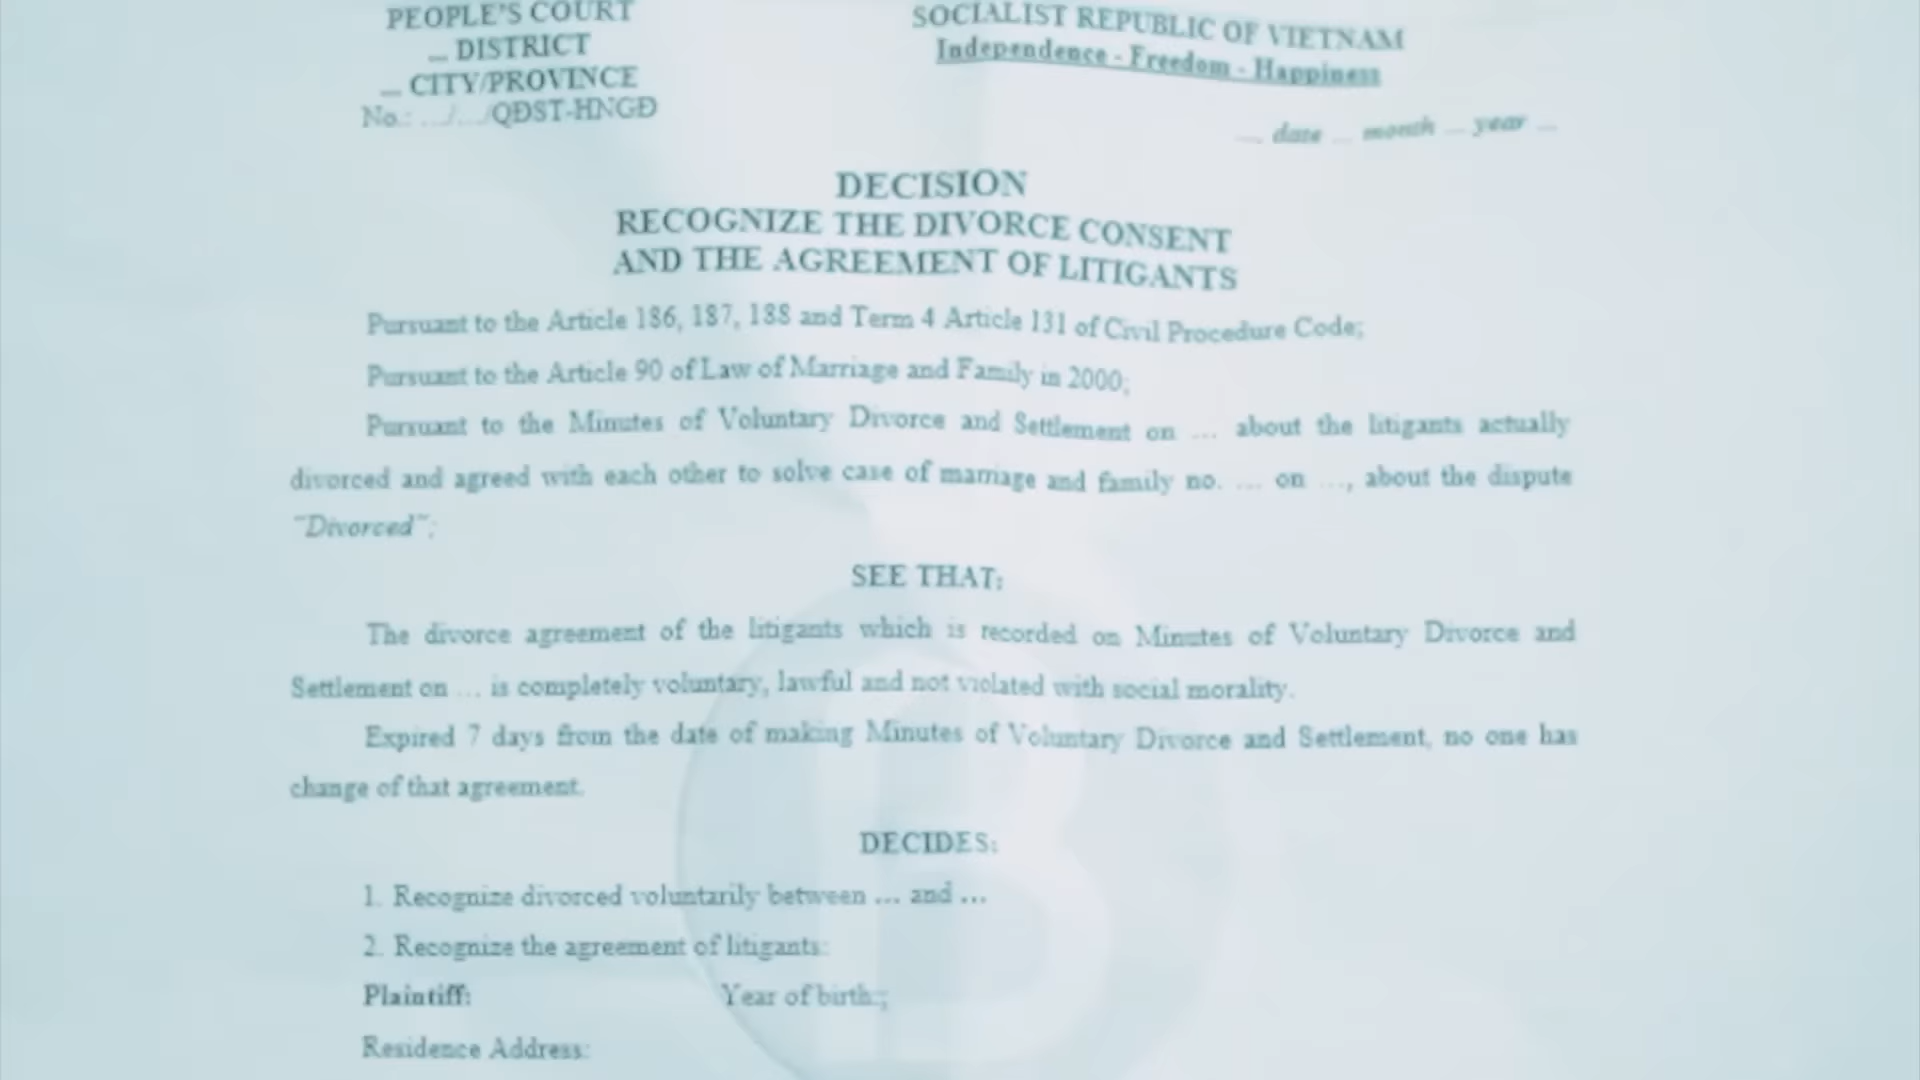 PEOPLE'S COURT
... DISTRICT
... CITY/PROVINCE
No.: .../.../QĐST-HNGĐ
SOCIALIST REPUBLIC OF VIETNAM
Independence - Freedom - Happiness
..., date ... month ... year ...
DECISION
RECOGNIZE THE DIVORCE CONSENT
AND THE AGREEMENT OF LITIGANTS
Pursuant to the Article 186, 187, 188 and Term 4 Article 131 of Civil Procedure Code;
Pursuant to the Article 90 of Law of Marriage and Family in 2000;
Pursuant to the Minutes of Voluntary Divorce and Settlement on ... about the litigants actually
divorced and agreed with each other to solve case of marriage and family no. ... on ..., about the dispute
"Divorced";
SEE THAT:
The divorce agreement of the litigants which is recorded on Minutes of Voluntary Divorce and
Settlement on ... is completely voluntary, lawful and not violated with social morality.
Expired 7 days from the date of making Minutes of Voluntary Divorce and Settlement, no one has
change of that agreement.
DECIDES:
1. Recognize divorced voluntarily between ... and ...
2. Recognize the agreement of litigants:
Plaintiff: Year of birth:;
Residence Address:
B